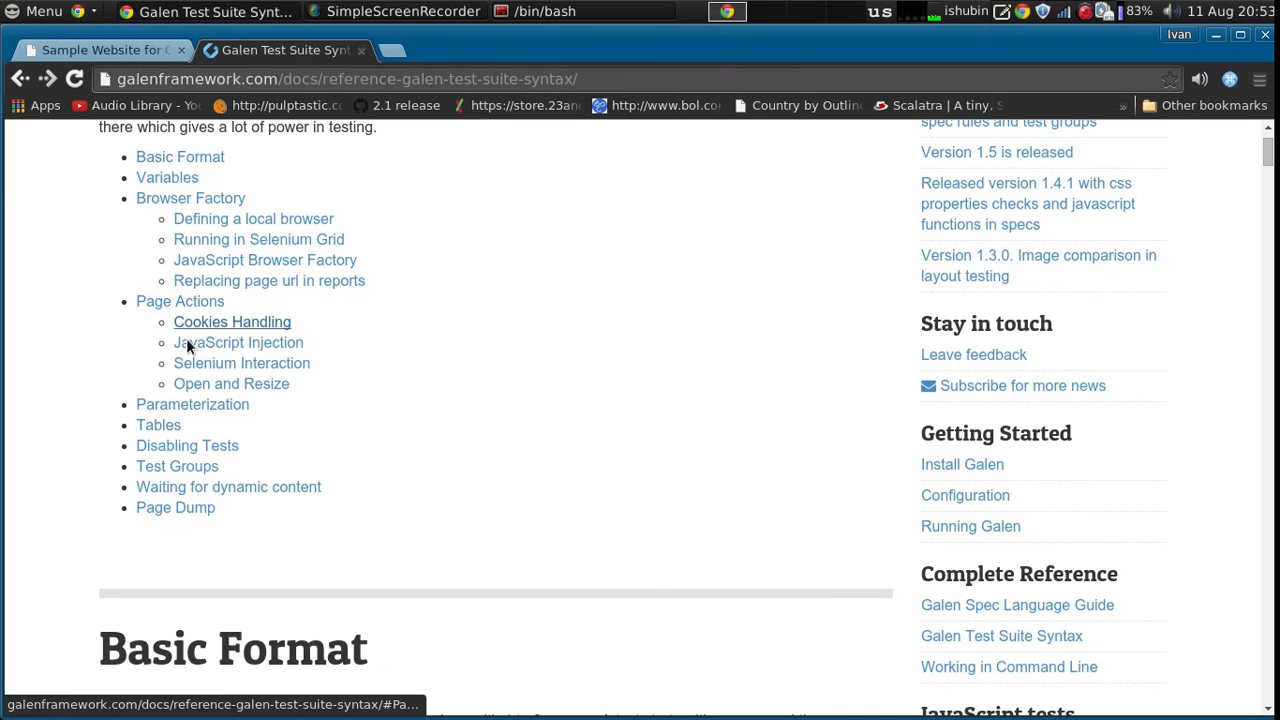 Menu
Galen Test Suite Synt...
SimpleScreenRecorder
/bin/bash
us
ishubin
83%
11 Aug 20:53
Sample Website for
Galen Test Suite Synt
Ivan
galenframework.com/docs/reference-galen-test-suite-syntax/
Apps
Audio Library - You
http://pulptastic.co
2.1 release
https://store.23and
http://www.bol.co
Country by Outline
Scalatra | A tiny, S
»
Other bookmarks
there which gives a lot of power in testing.
• Basic Format
• Variables
• Browser Factory
Defining a local browser
Running in Selenium Grid
JavaScript Browser Factory
Replacing page url in reports
• Page Actions
Cookies Handling
JavaScript Injection
Selenium Interaction
Open and Resize
• Parameterization
• Tables
• Disabling Tests
• Test Groups
• Waiting for dynamic content
• Page Dump
Basic Format
spec rules and test groups
Version 1.5 is released
Released version 1.4.1 with css
properties checks and javascript
functions in specs
Version 1.3.0. Image comparison in
layout testing
Stay in touch
Leave feedback
Subscribe for more news
Getting Started
Install Galen
Configuration
Running Galen
Complete Reference
Galen Spec Language Guide
Galen Test Suite Syntax
Working in Command Line
JavaScript tests
galenframework.com/docs/reference-galen-test-suite-syntax/#Pa...